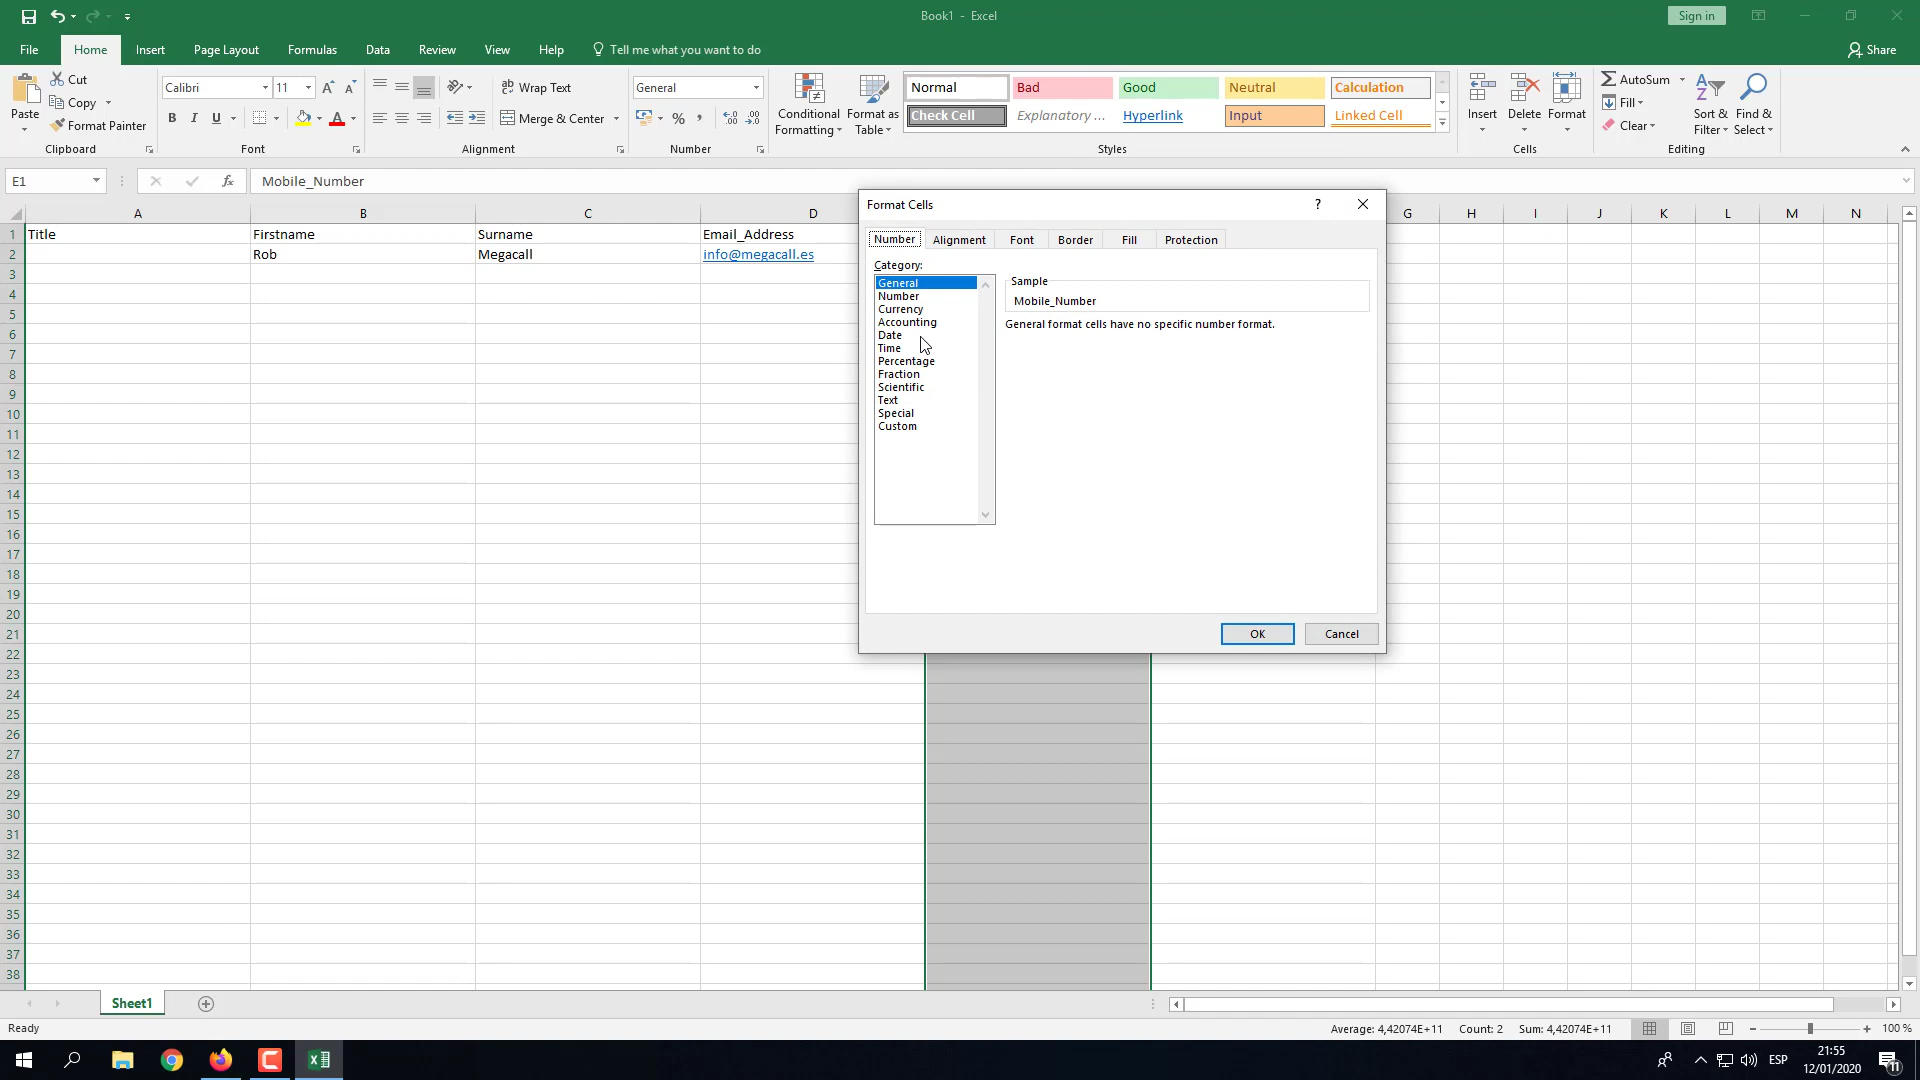 Book1 - Excel
Sign in
File Home Insert Page Layout Formulas Data Review View Help Tell me what you want to do
Share
Paste
Cut
Copy
Format Painter
Clipboard
Calibri 11
B I U
Font
Wrap Text
Merge & Center
Alignment
General
%
Number
Conditional Formatting
Format as Table
Normal Bad Good Neutral Calculation
Check Cell Explanatory ... Hyperlink Input Linked Cell
Styles
Insert Delete Format
Cells
AutoSum
Fill
Clear
Sort & Filter
Find & Select
Editing
E1
fx
Mobile_Number
A B C D G H I J K L M N
1 Title Firstname Surname Email_Address
2 Rob Megacall info@megacall.es
3
4
5
6
7
8
9
10
11
12
13
14
15
16
17
18
19
20
21
22
23
24
25
26
27
28
29
30
31
32
33
34
35
36
37
38
Format Cells
?
Number Alignment Font Border Fill Protection
Category:
General
Number
Currency
Accounting
Date
Time
Percentage
Fraction
Scientific
Text
Special
Custom
Sample
Mobile_Number
General format cells have no specific number format.
OK Cancel
Sheet1
Ready
Average: 4,42074E+11 Count: 2 Sum: 4,42074E+11
100 %
ESP
21:55
12/01/2020
11